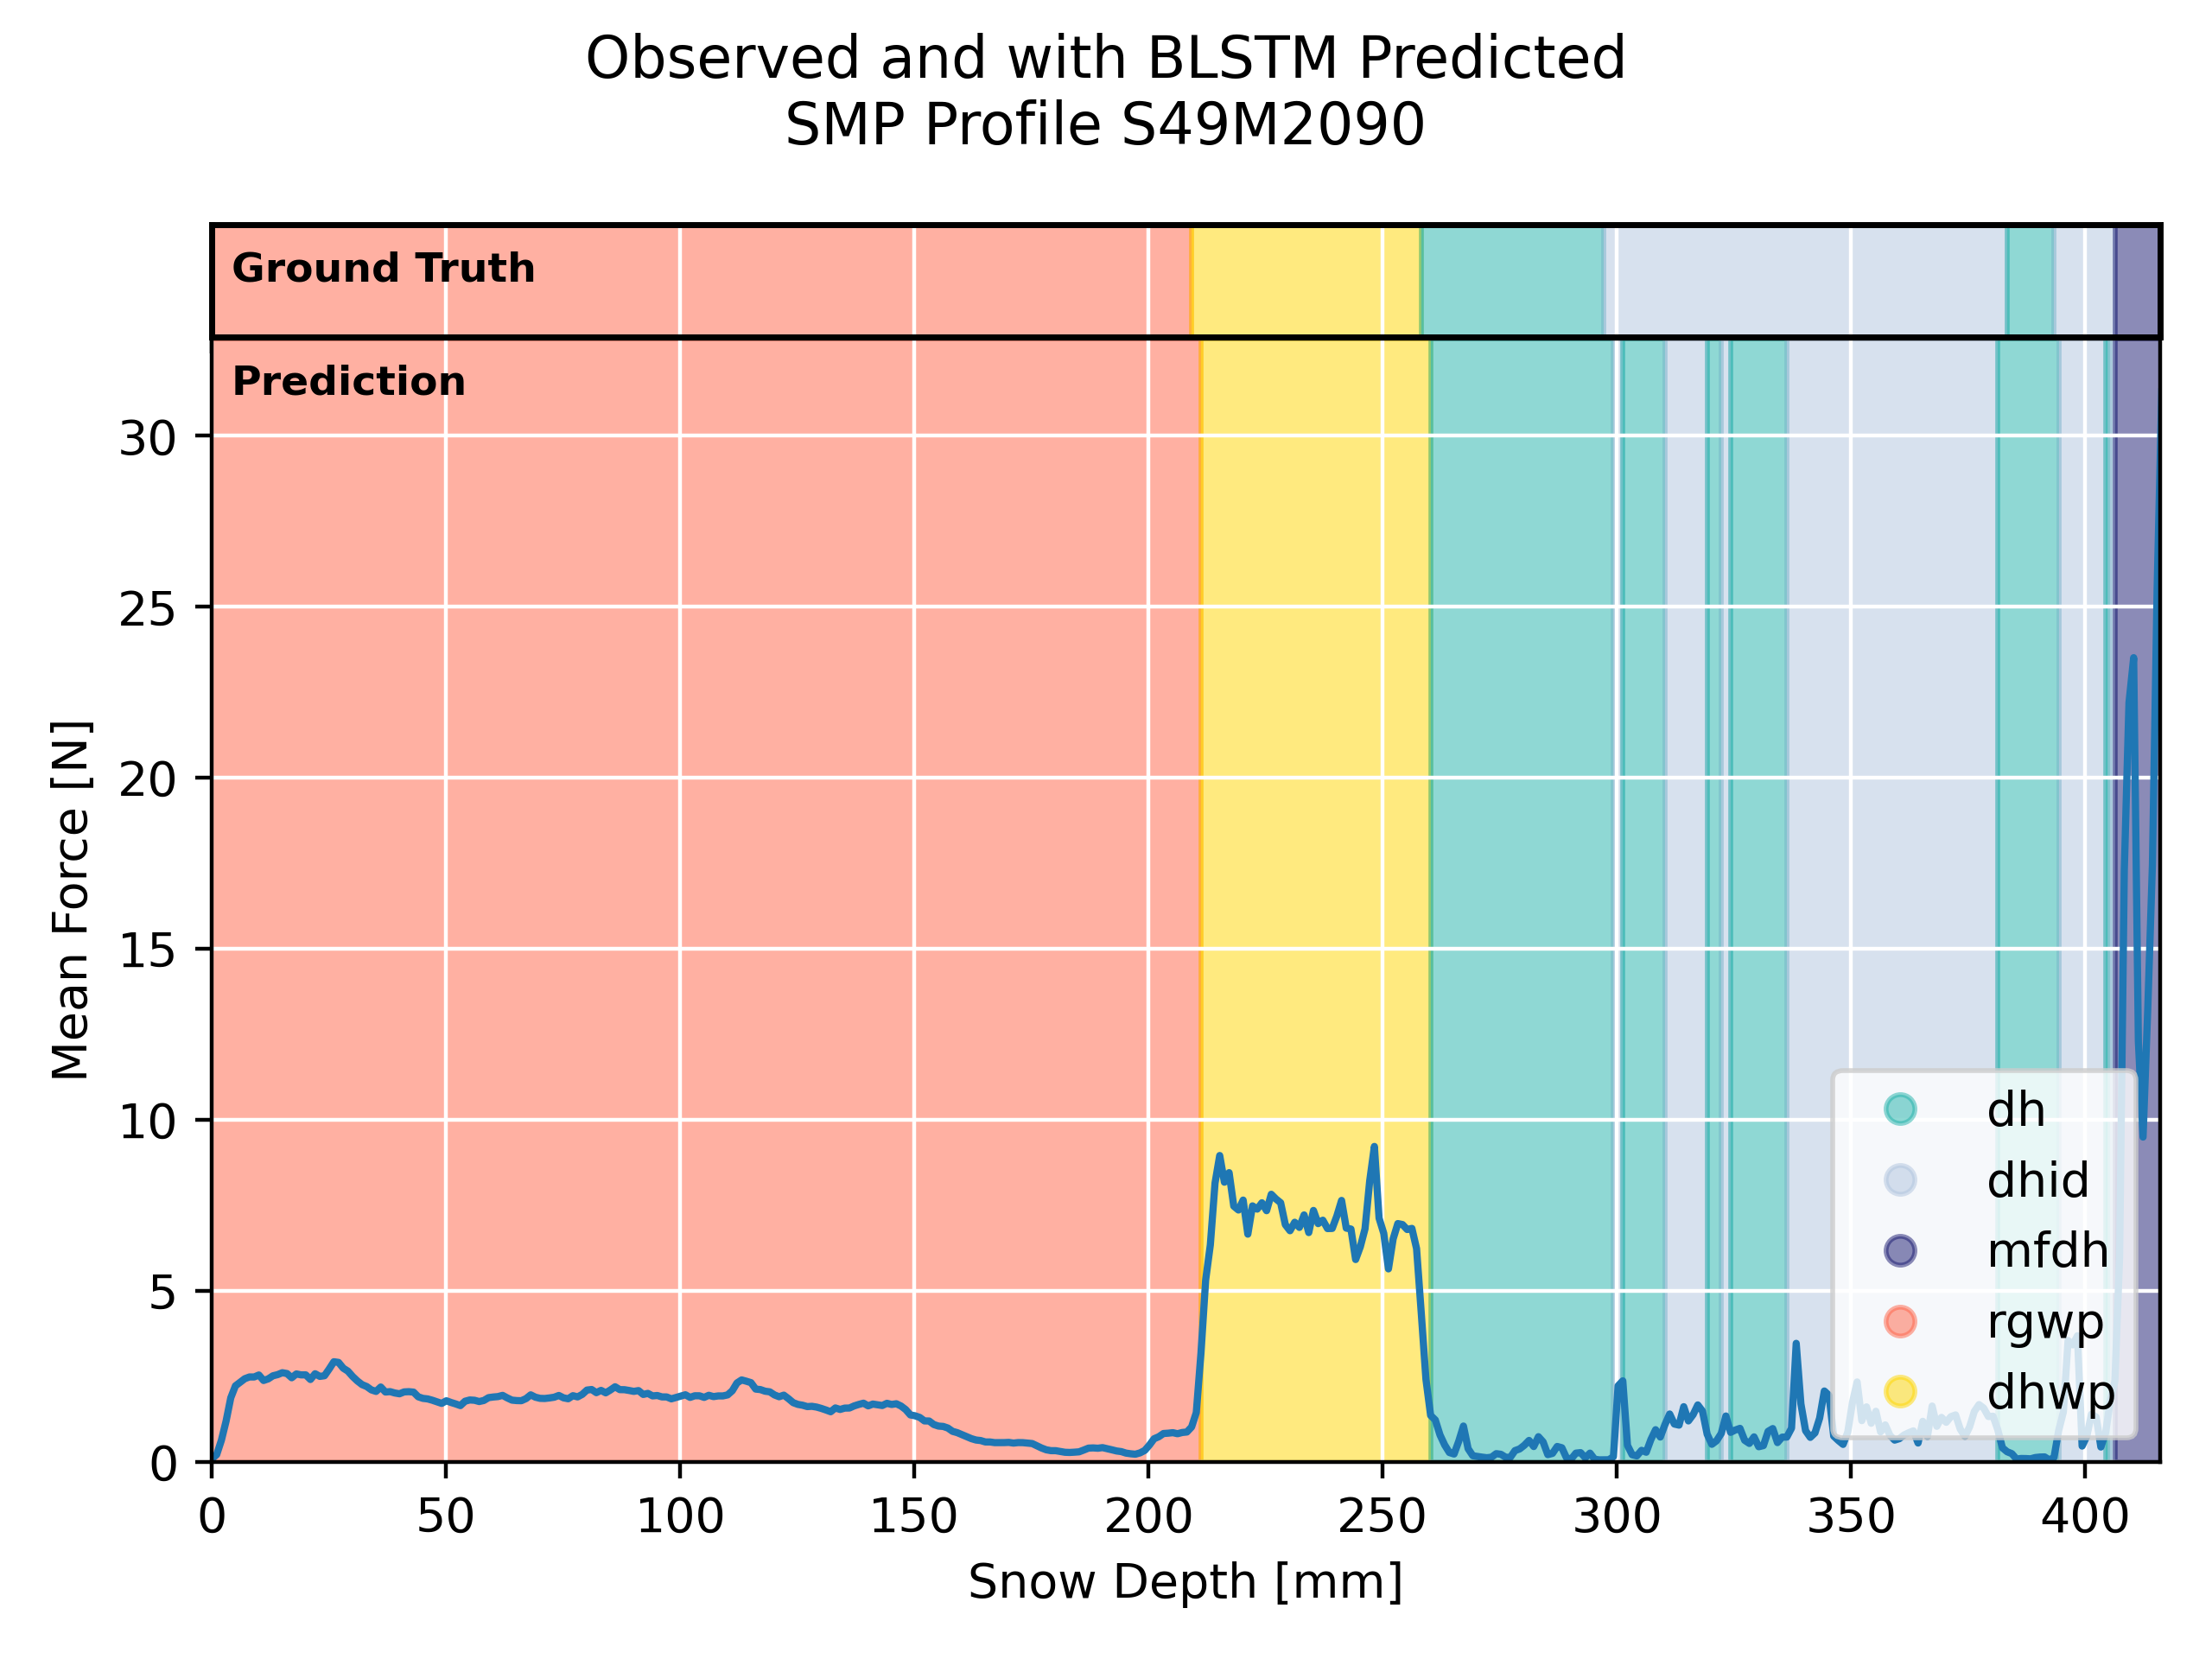 Observed and with BLSTM Predicted
SMP Profile S49M2090
Ground Truth
Prediction
30
25
20
15
10
5
0
Mean Force [N]
dh
dhid
mfdh
rgwp
dhwp
0 50 100 150 200 250 300 350 400
Snow Depth [mm]